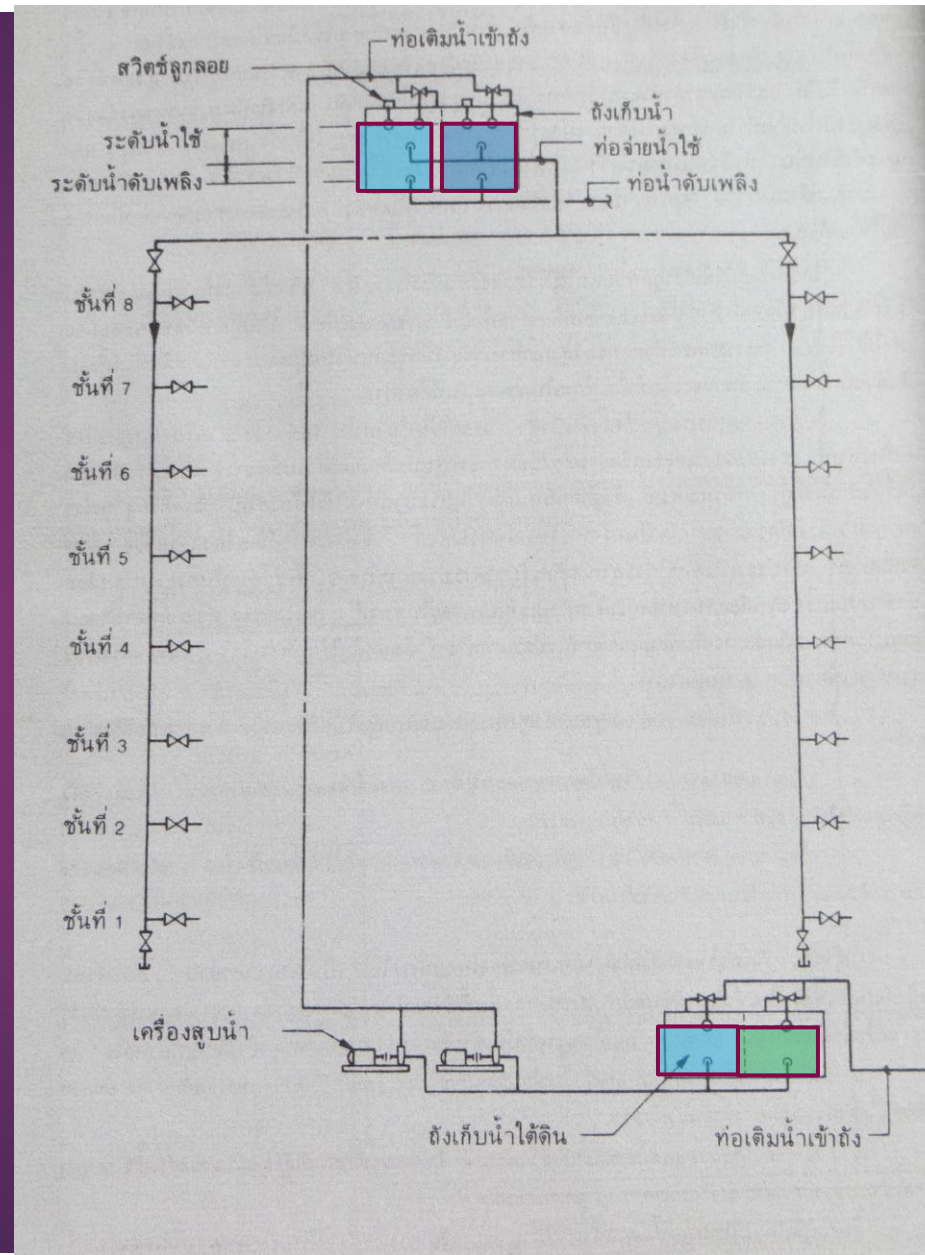 ท่อเติมน้ำเข้าถัง
สวิตช์ลูกลอย
ถังเก็บน้ำ
ระดับน้ำใช้
ท่อจ่ายน้ำใช้
ระดับน้ำดับเพลิง
ท่อน้ำดับเพลิง
ชั้นที่ 8
ชั้นที่ 7
ชั้นที่ 6
ชั้นที่ 5
ชั้นที่ 4
ชั้นที่ 3
ชั้นที่ 2
ชั้นที่ 1
เครื่องสูบน้ำ
ถังเก็บน้ำใต้ดิน
ท่อเติมน้ำเข้าถัง